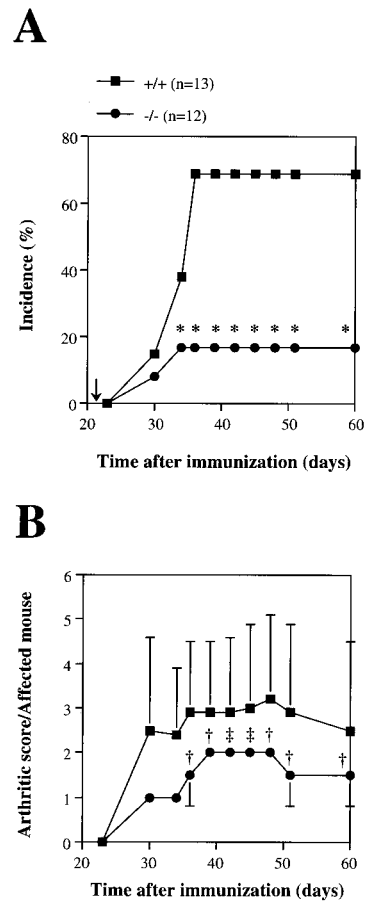 A
+/+ (n=13)
-/- (n=12)
80
60
40
20
0
Incidence (%)
* * * * * * * *
20 30 40 50 60
Time after immunization (days)
B
6
5
4
3
2
1
0
Arthritic score/Affected mouse
† † ‡ ‡ † † †
20 30 40 50 60
Time after immunization (days)